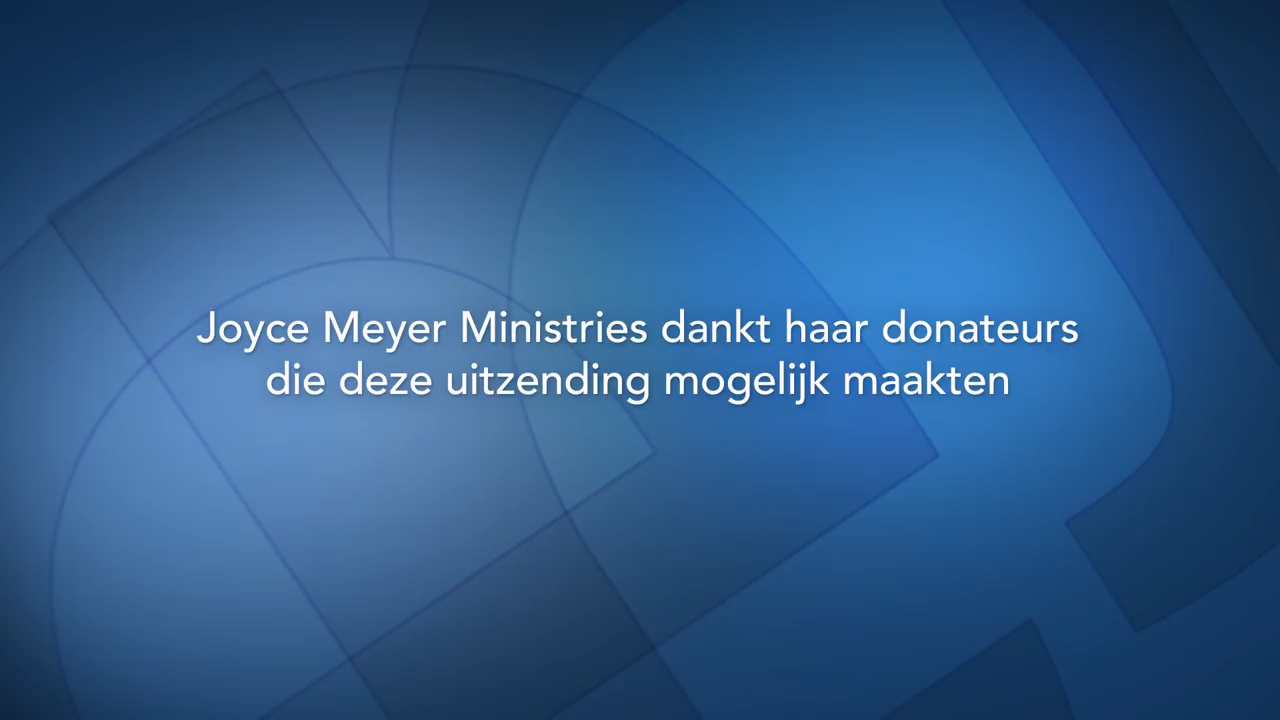 Joyce Meyer Ministries dankt haar donateurs
die deze uitzending mogelijk maakten